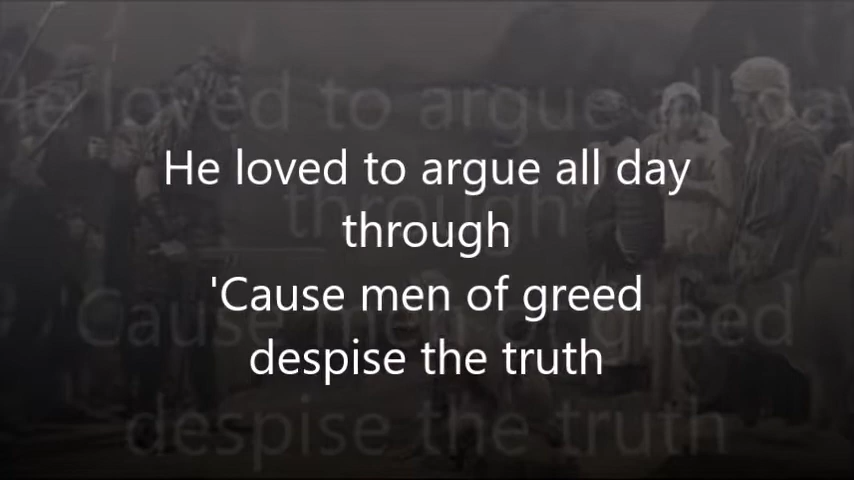 He loved to argue all day
through
'Cause men of greed
despise the truth